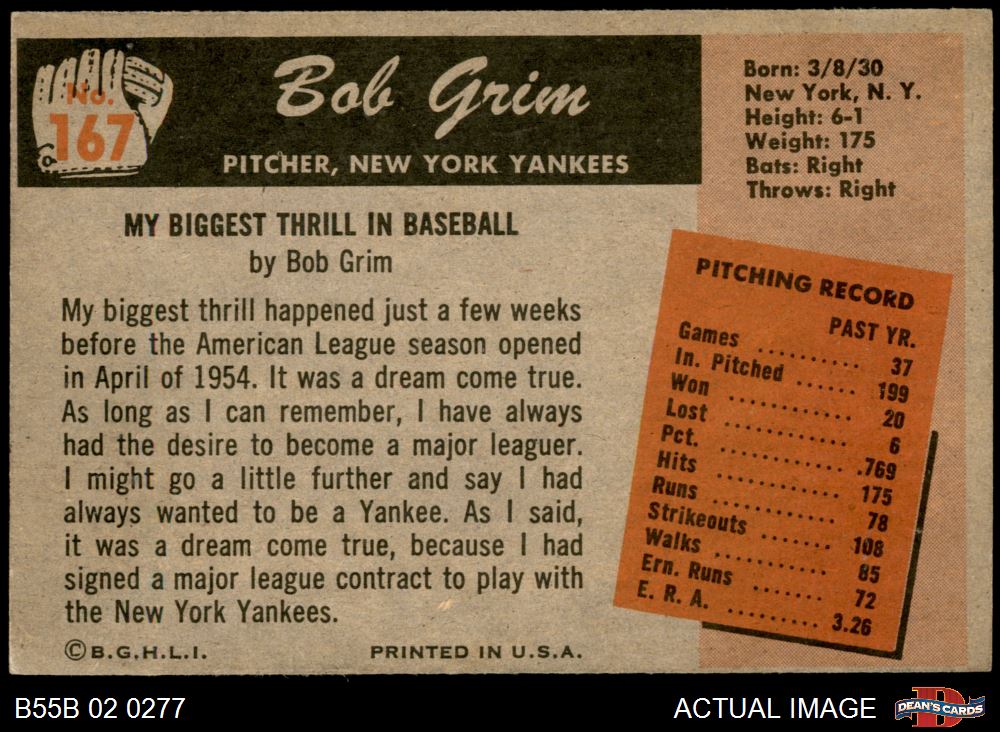 No.
167
Bob Grim
PITCHER, NEW YORK YANKEES
Born: 3/8/30
New York, N. Y.
Height: 6-1
Weight: 175
Bats: Right
Throws: Right
MY BIGGEST THRILL IN BASEBALL
by Bob Grim
My biggest thrill happened just a few weeks
before the American League season opened
in April of 1954. It was a dream come true.
As long as I can remember, I have always
had the desire to become a major leaguer.
I might go a little further and say I had
always wanted to be a Yankee. As I said,
it was a dream come true, because I had
signed a major league contract to play with
the New York Yankees.
©B.G.H.L.I.
PRINTED IN U.S.A.
PITCHING RECORD
PAST YR.
Games .......... 37
In. Pitched ...... 199
Won ............ 20
Lost ............ 6
Pct. ............ .769
Hits ............ 175
Runs ............ 78
Strikeouts ....... 108
Walks ........... 85
Ern. Runs ....... 72
E. R. A. ......... 3.26
B55B 02 0277
ACTUAL IMAGE
D
DEAN'S CARDS